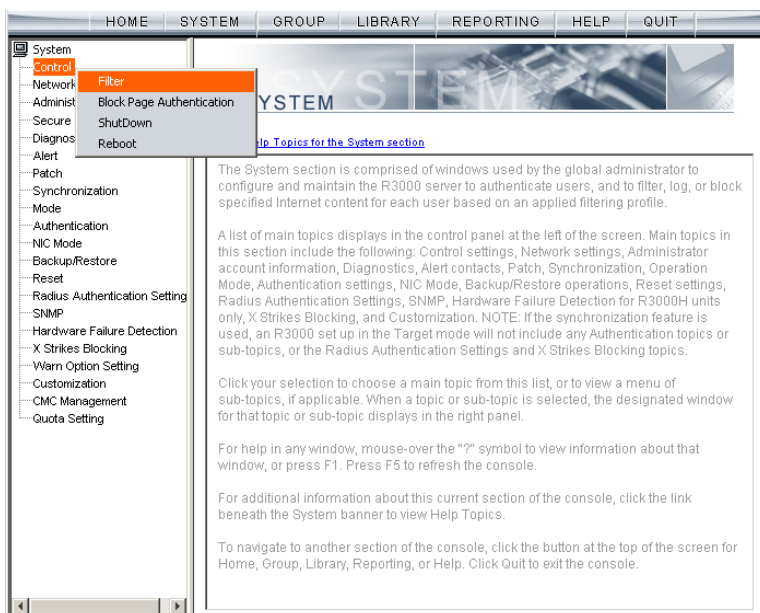 HOME SYSTEM GROUP LIBRARY REPORTING HELP QUIT
System
Control
Network
Administ
Secure
Diagnos
Alert
Patch
Synchronization
Mode
Authentication
NIC Mode
Backup/Restore
Reset
Radius Authentication Setting
SNMP
Hardware Failure Detection
X Strikes Blocking
Warn Option Setting
Customization
CMC Management
Quota Setting
Filter
Block Page Authentication
ShutDown
Reboot
SYSTEM
YSTEM
elp Topics for the System section
The System section is comprised of windows used by the global administrator to
configure and maintain the R3000 server to authenticate users, and to filter, log, or block
specified Internet content for each user based on an applied filtering profile.
A list of main topics displays in the control panel at the left of the screen. Main topics in
this section include the following: Control settings, Network settings, Administrator
account information, Diagnostics, Alert contacts, Patch, Synchronization, Operation
Mode, Authentication settings, NIC Mode, Backup/Restore operations, Reset settings,
Radius Authentication Settings, SNMP, Hardware Failure Detection for R3000H units
only, X Strikes Blocking, and Customization. NOTE: If the synchronization feature is
used, an R3000 set up in the Target mode will not include any Authentication topics or
sub-topics, or the Radius Authentication Settings and X Strikes Blocking topics.
Click your selection to choose a main topic from this list, or to view a menu of
sub-topics, if applicable. When a topic or sub-topic is selected, the designated window
for that topic or sub-topic displays in the right panel.
For help in any window, mouse-over the "?" symbol to view information about that
window, or press F1. Press F5 to refresh the console.
For additional information about this current section of the console, click the link
beneath the System banner to view Help Topics.
To navigate to another section of the console, click the button at the top of the screen for
Home, Group, Library, Reporting, or Help. Click Quit to exit the console.